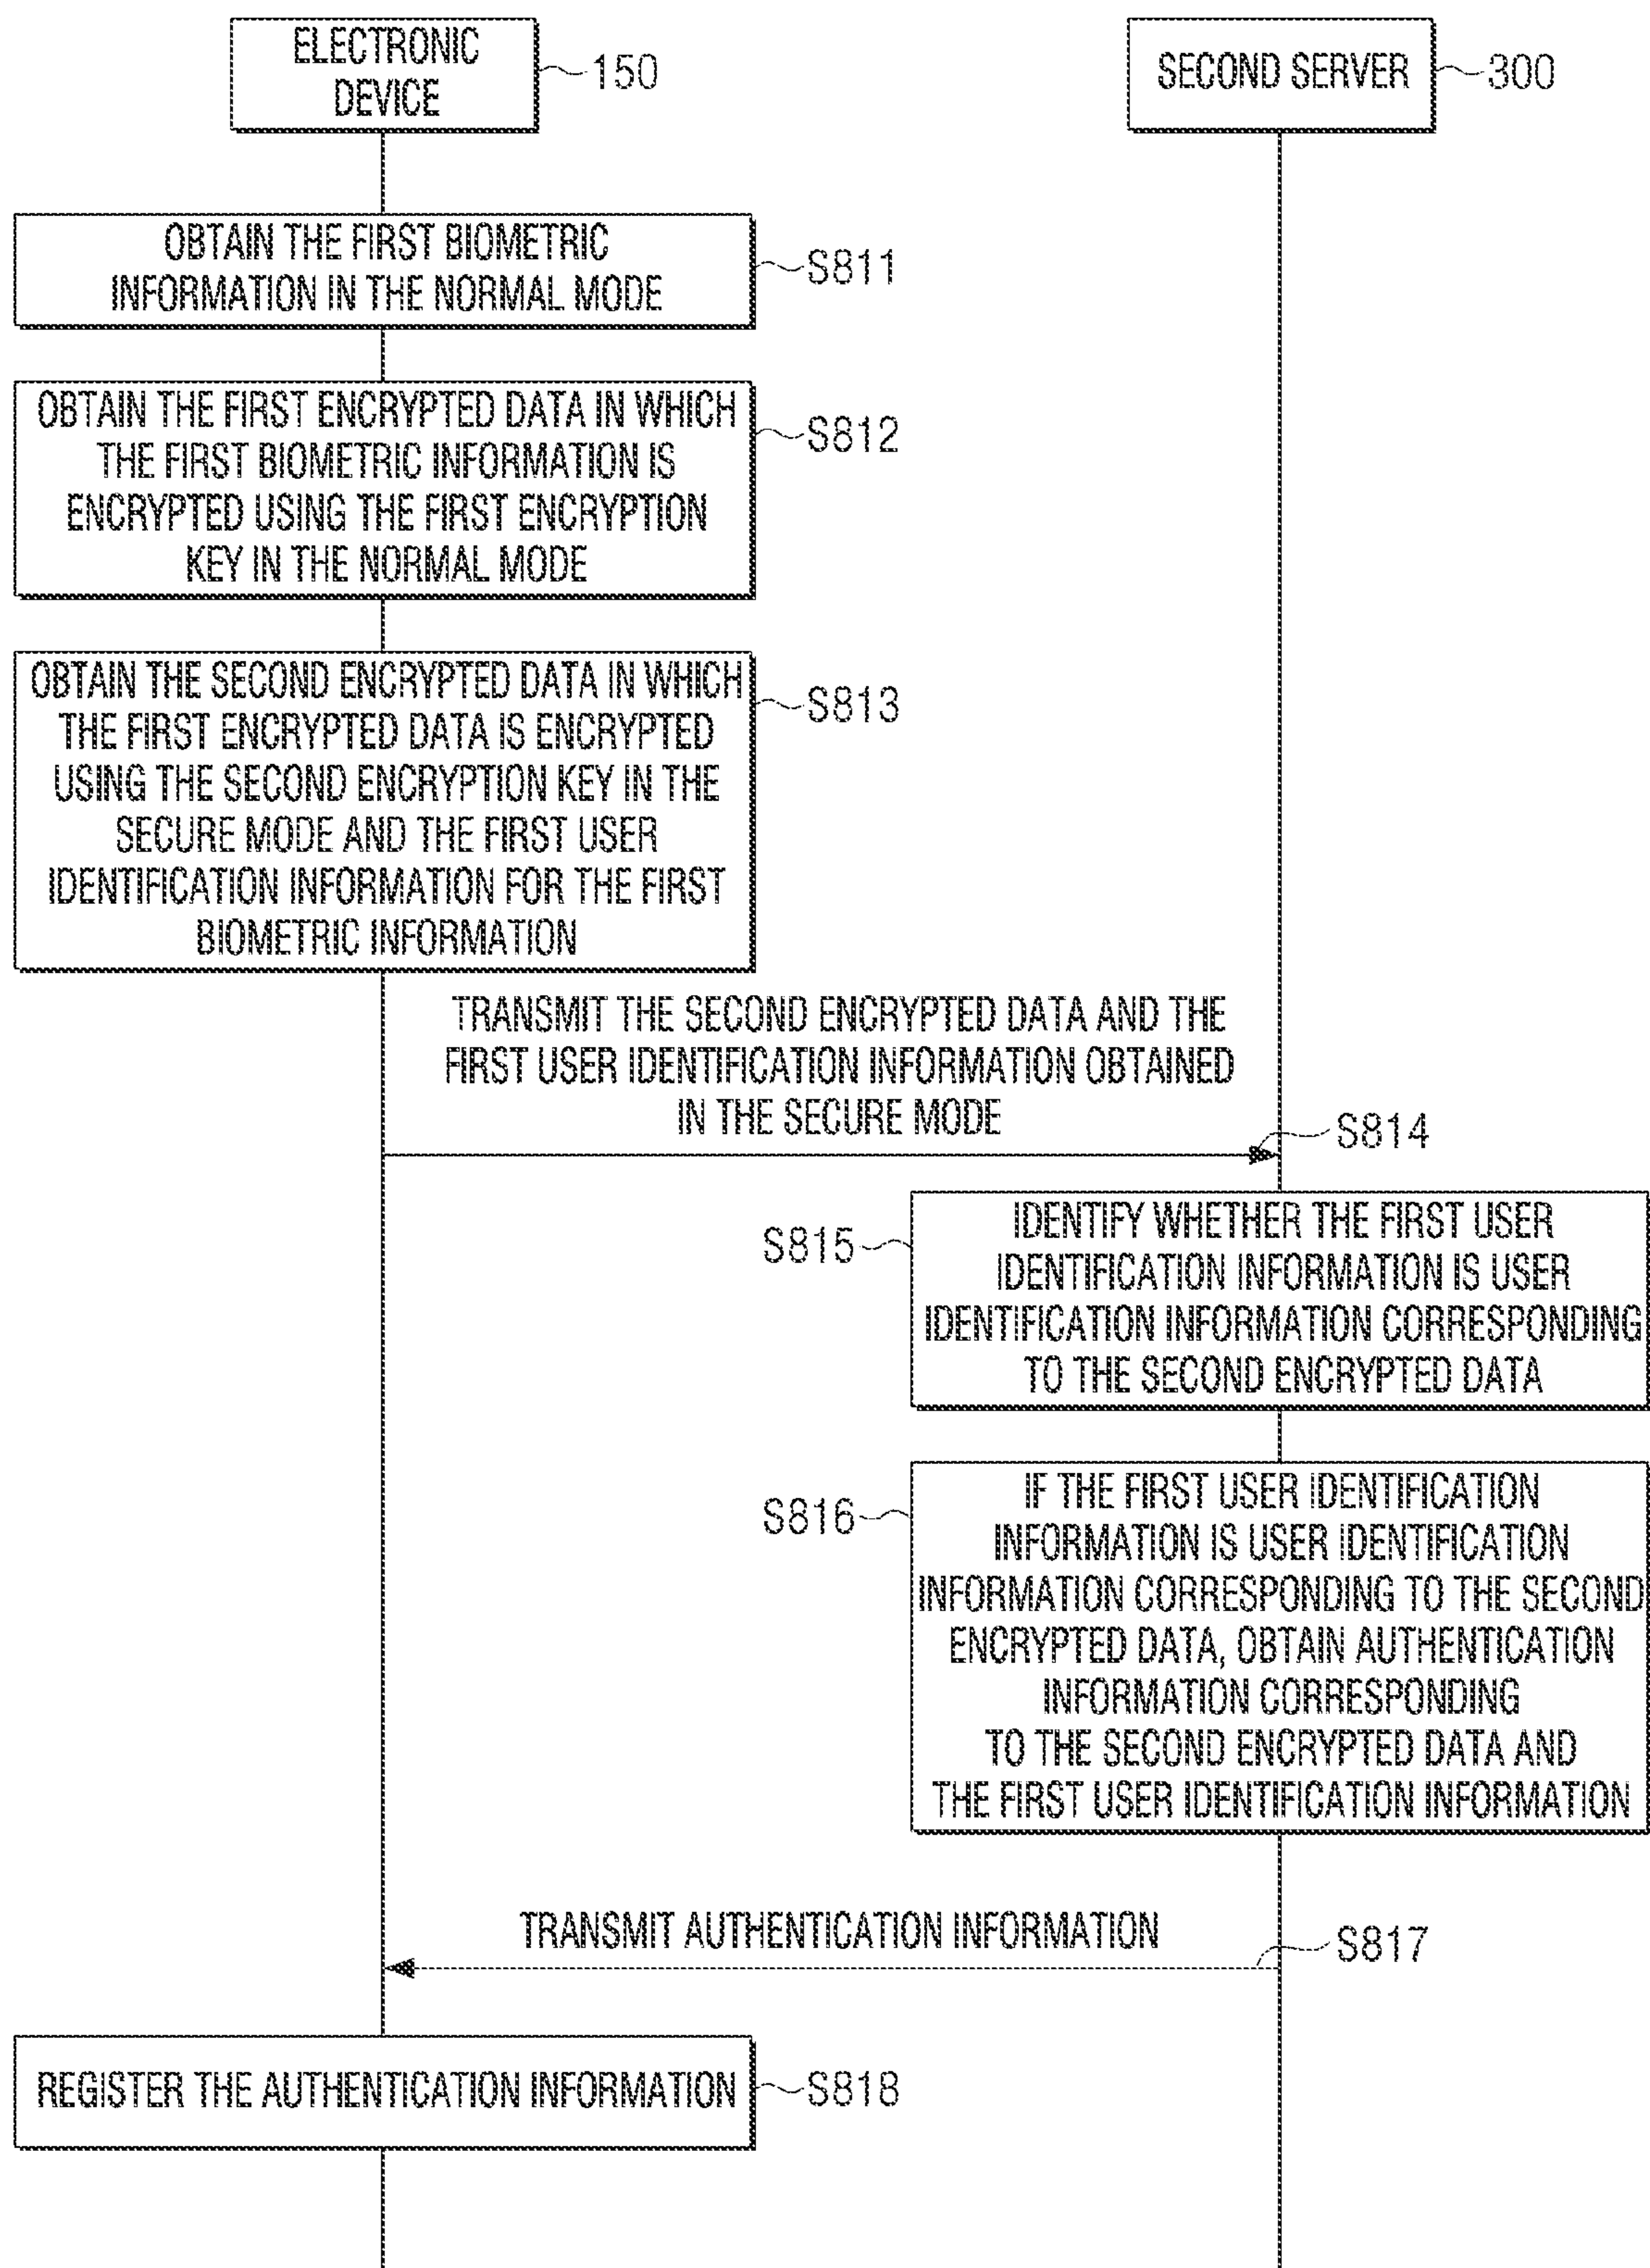 ELECTRONIC
DEVICE
150
SECOND SERVER
300
OBTAIN THE FIRST BIOMETRIC
INFORMATION IN THE NORMAL MODE
S811
OBTAIN THE FIRST ENCRYPTED DATA IN WHICH
THE FIRST BIOMETRIC INFORMATION IS
ENCRYPTED USING THE FIRST ENCRYPTION
KEY IN THE NORMAL MODE
S812
OBTAIN THE SECOND ENCRYPTED DATA IN WHICH
THE FIRST ENCRYPTED DATA IS ENCRYPTED
USING THE SECOND ENCRYPTION KEY IN THE
SECURE MODE AND THE FIRST USER
IDENTIFICATION INFORMATION FOR THE FIRST
BIOMETRIC INFORMATION
S813
TRANSMIT THE SECOND ENCRYPTED DATA AND THE
FIRST USER IDENTIFICATION INFORMATION OBTAINED
IN THE SECURE MODE
S814
S815
IDENTIFY WHETHER THE FIRST USER
IDENTIFICATION INFORMATION IS USER
IDENTIFICATION INFORMATION CORRESPONDING
TO THE SECOND ENCRYPTED DATA
S816
IF THE FIRST USER IDENTIFICATION
INFORMATION IS USER IDENTIFICATION
INFORMATION CORRESPONDING TO THE SECOND
ENCRYPTED DATA, OBTAIN AUTHENTICATION
INFORMATION CORRESPONDING
TO THE SECOND ENCRYPTED DATA AND
THE FIRST USER IDENTIFICATION INFORMATION
TRANSMIT AUTHENTICATION INFORMATION
S817
REGISTER THE AUTHENTICATION INFORMATION
S818